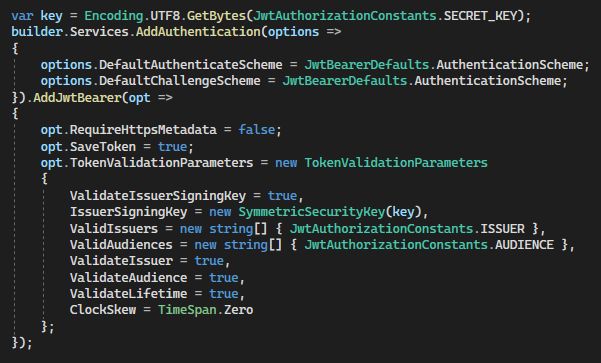 var key = Encoding.UTF8.GetBytes(JwtAuthorizationConstants.SECRET_KEY);
builder.Services.AddAuthentication(options =>
{
    options.DefaultAuthenticateScheme = JwtBearerDefaults.AuthenticationScheme;
    options.DefaultChallengeScheme = JwtBearerDefaults.AuthenticationScheme;
}).AddJwtBearer(opt =>
{
    opt.RequireHttpsMetadata = false;
    opt.SaveToken = true;
    opt.TokenValidationParameters = new TokenValidationParameters
    {
        ValidateIssuerSigningKey = true,
        IssuerSigningKey = new SymmetricSecurityKey(key),
        ValidIssuers = new string[] { JwtAuthorizationConstants.ISSUER },
        ValidAudiences = new string[] { JwtAuthorizationConstants.AUDIENCE },
        ValidateIssuer = true,
        ValidateAudience = true,
        ValidateLifetime = true,
        ClockSkew = TimeSpan.Zero
    };
});